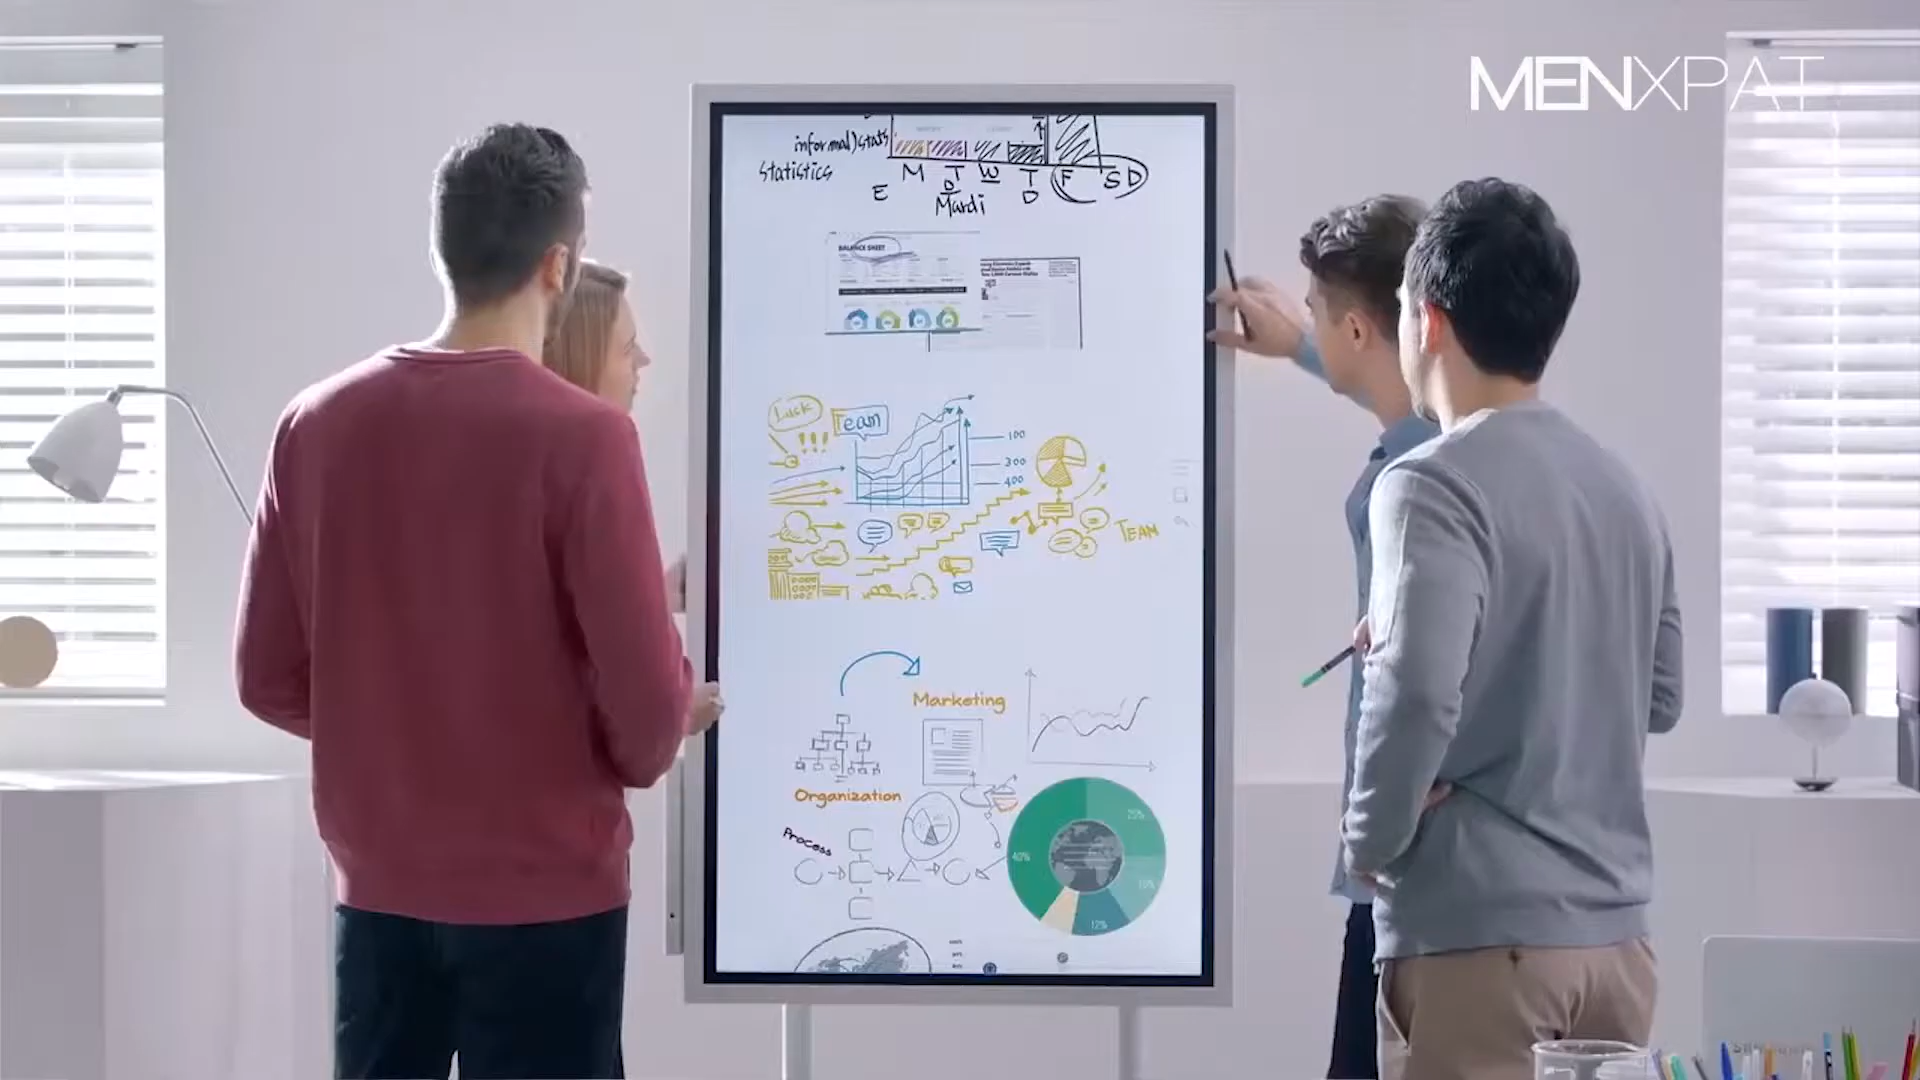 MENXPAT
informal)stats
statistics
M T W T F S D
E D D
Mardi
BALANCE SHEET
Luck
Team
!!!
100
300
400
TEAM
Marketing
Organization
Process
25%
40%
15%
12%